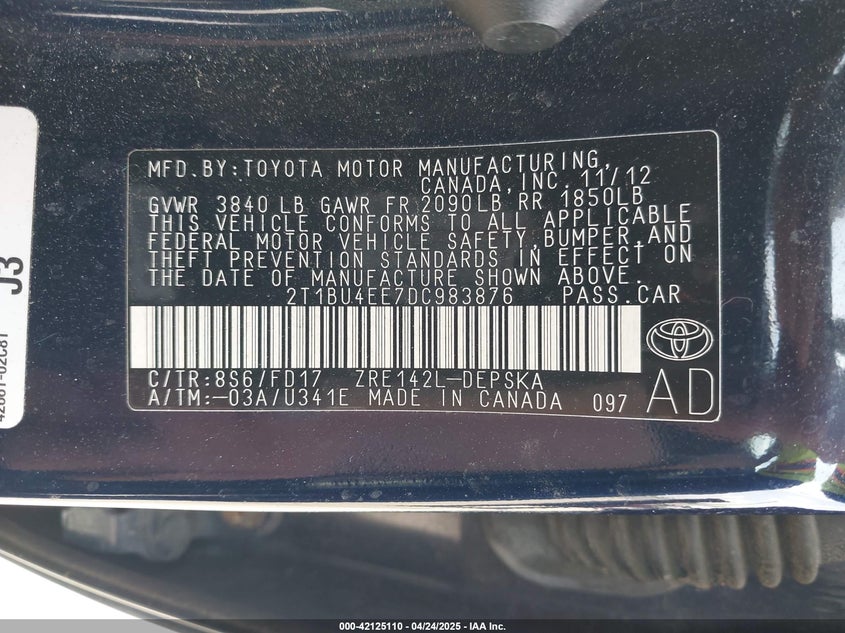 MFD. BY: TOYOTA MOTOR MANUFACTURING,
CANADA, INC. 11/12
GVWR 3840 LB GAWR FR 2090LB RR 1850LB
THIS VEHICLE CONFORMS TO ALL APPLICABLE
FEDERAL MOTOR VEHICLE SAFETY, BUMPER, AND
THEFT PREVENTION STANDARDS IN EFFECT ON
THE DATE OF MANUFACTURE SHOWN ABOVE.
2T1BU4EE7DC983876 PASS. CAR
C/TR: 8S6/FD17 ZRE142L-DEPSKA
A/TM: -03A/U341E MADE IN CANADA 097
AD
J3
000-42125110 - 04/24/2025 - IAA Inc.